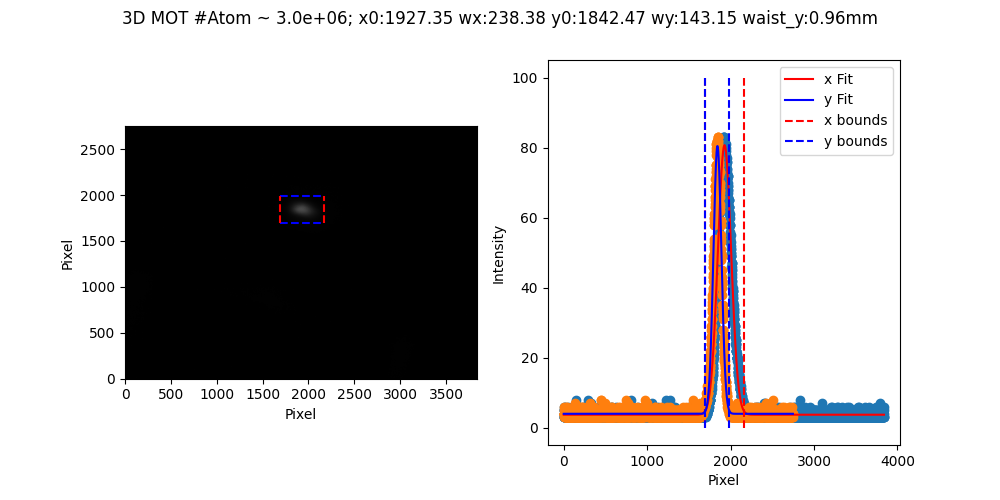 3D MOT #Atom ~ 3.0e+06; x0:1927.35 wx:238.38 y0:1842.47 wy:143.15 waist_y:0.96mm
2500
2000
1500
1000
500
0
Pixel
0 500 1000 1500 2000 2500 3000 3500
Pixel
100
80
60
40
20
0
Intensity
x Fit
y Fit
x bounds
y bounds
0 1000 2000 3000 4000
Pixel